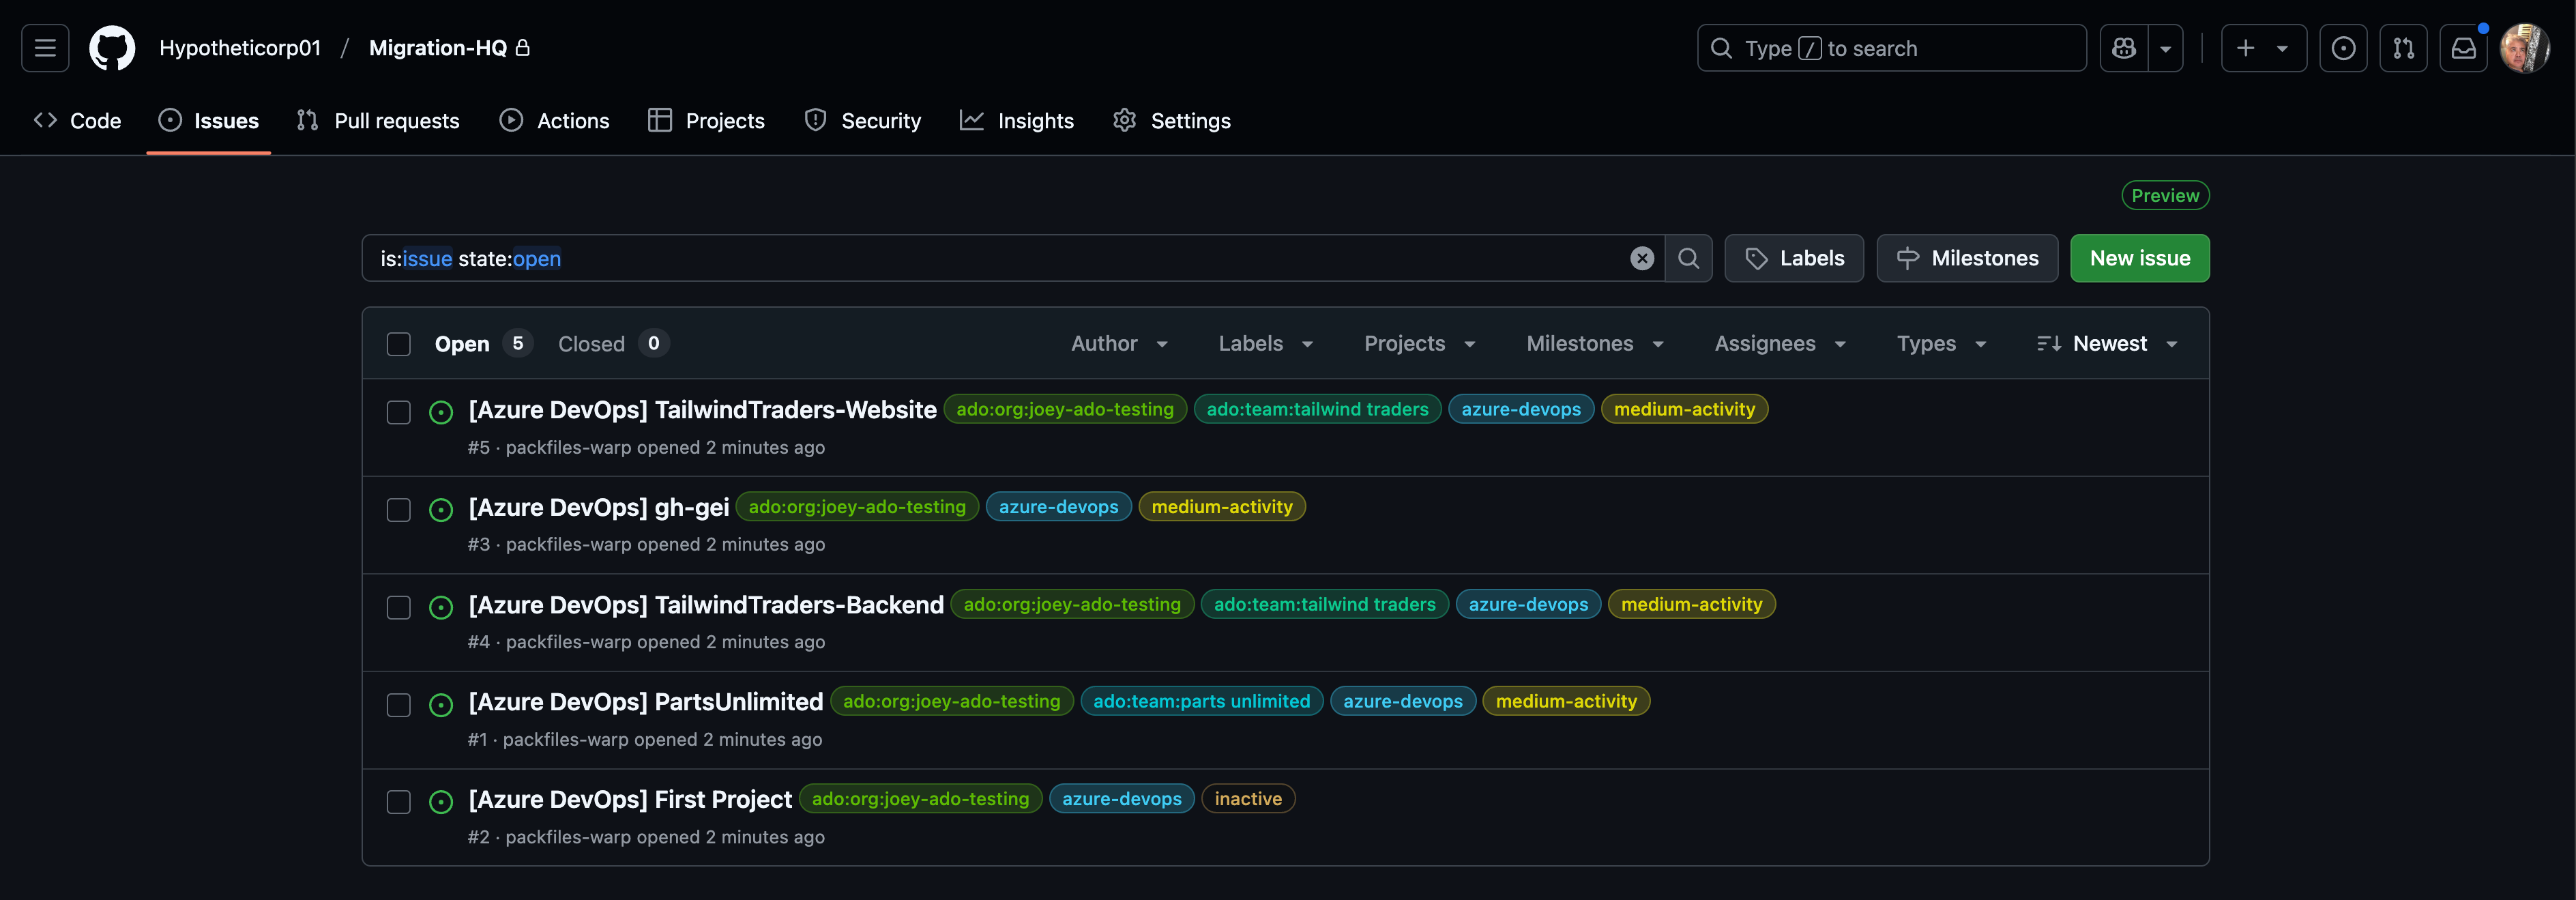 Hypotheticorp01 / Migration-HQ
Type / to search
Code Issues Pull requests Actions Projects Security Insights Settings
Preview
is:issue state:open
Labels Milestones New issue
Open 5 Closed 0 Author Labels Projects Milestones Assignees Types Newest
[Azure DevOps] TailwindTraders-Website ado:org:joey-ado-testing ado:team:tailwind traders azure-devops medium-activity
#5 · packfiles-warp opened 2 minutes ago
[Azure DevOps] gh-gei ado:org:joey-ado-testing azure-devops medium-activity
#3 · packfiles-warp opened 2 minutes ago
[Azure DevOps] TailwindTraders-Backend ado:org:joey-ado-testing ado:team:tailwind traders azure-devops medium-activity
#4 · packfiles-warp opened 2 minutes ago
[Azure DevOps] PartsUnlimited ado:org:joey-ado-testing ado:team:parts unlimited azure-devops medium-activity
#1 · packfiles-warp opened 2 minutes ago
[Azure DevOps] First Project ado:org:joey-ado-testing azure-devops inactive
#2 · packfiles-warp opened 2 minutes ago